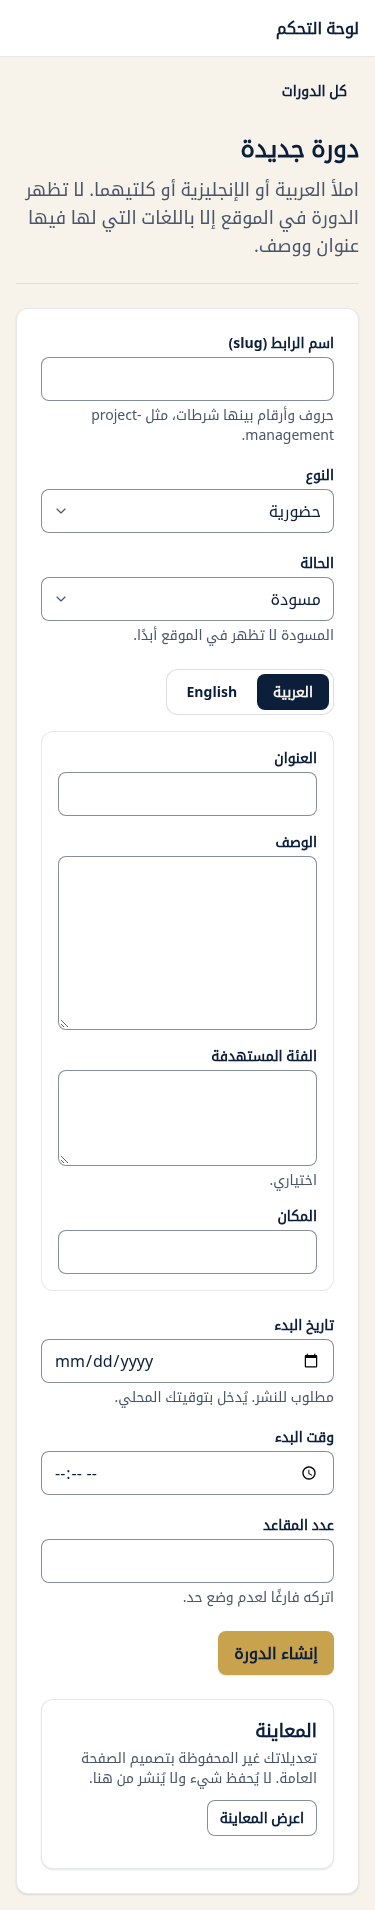 لوحة التحكم
كل الدورات
دورة جديدة
املأ العربية أو الإنجليزية أو كلتيهما. لا تظهر
الدورة في الموقع إلا باللغات التي لها فيها
عنوان ووصف.
اسم الرابط (slug)
حروف وأرقام بينها شرطات، مثل project-
management.
النوع
حضورية
الحالة
مسودة
المسودة لا تظهر في الموقع أبدًا.
العربية English
العنوان
الوصف
الفئة المستهدفة
اختياري.
المكان
تاريخ البدء
mm/dd/yyyy
مطلوب للنشر. يُدخل بتوقيتك المحلي.
وقت البدء
--:-- --
عدد المقاعد
اتركه فارغًا لعدم وضع حد.
إنشاء الدورة
المعاينة
تعديلاتك غير المحفوظة بتصميم الصفحة
العامة. لا يُحفظ شيء ولا يُنشر من هنا.
اعرض المعاينة